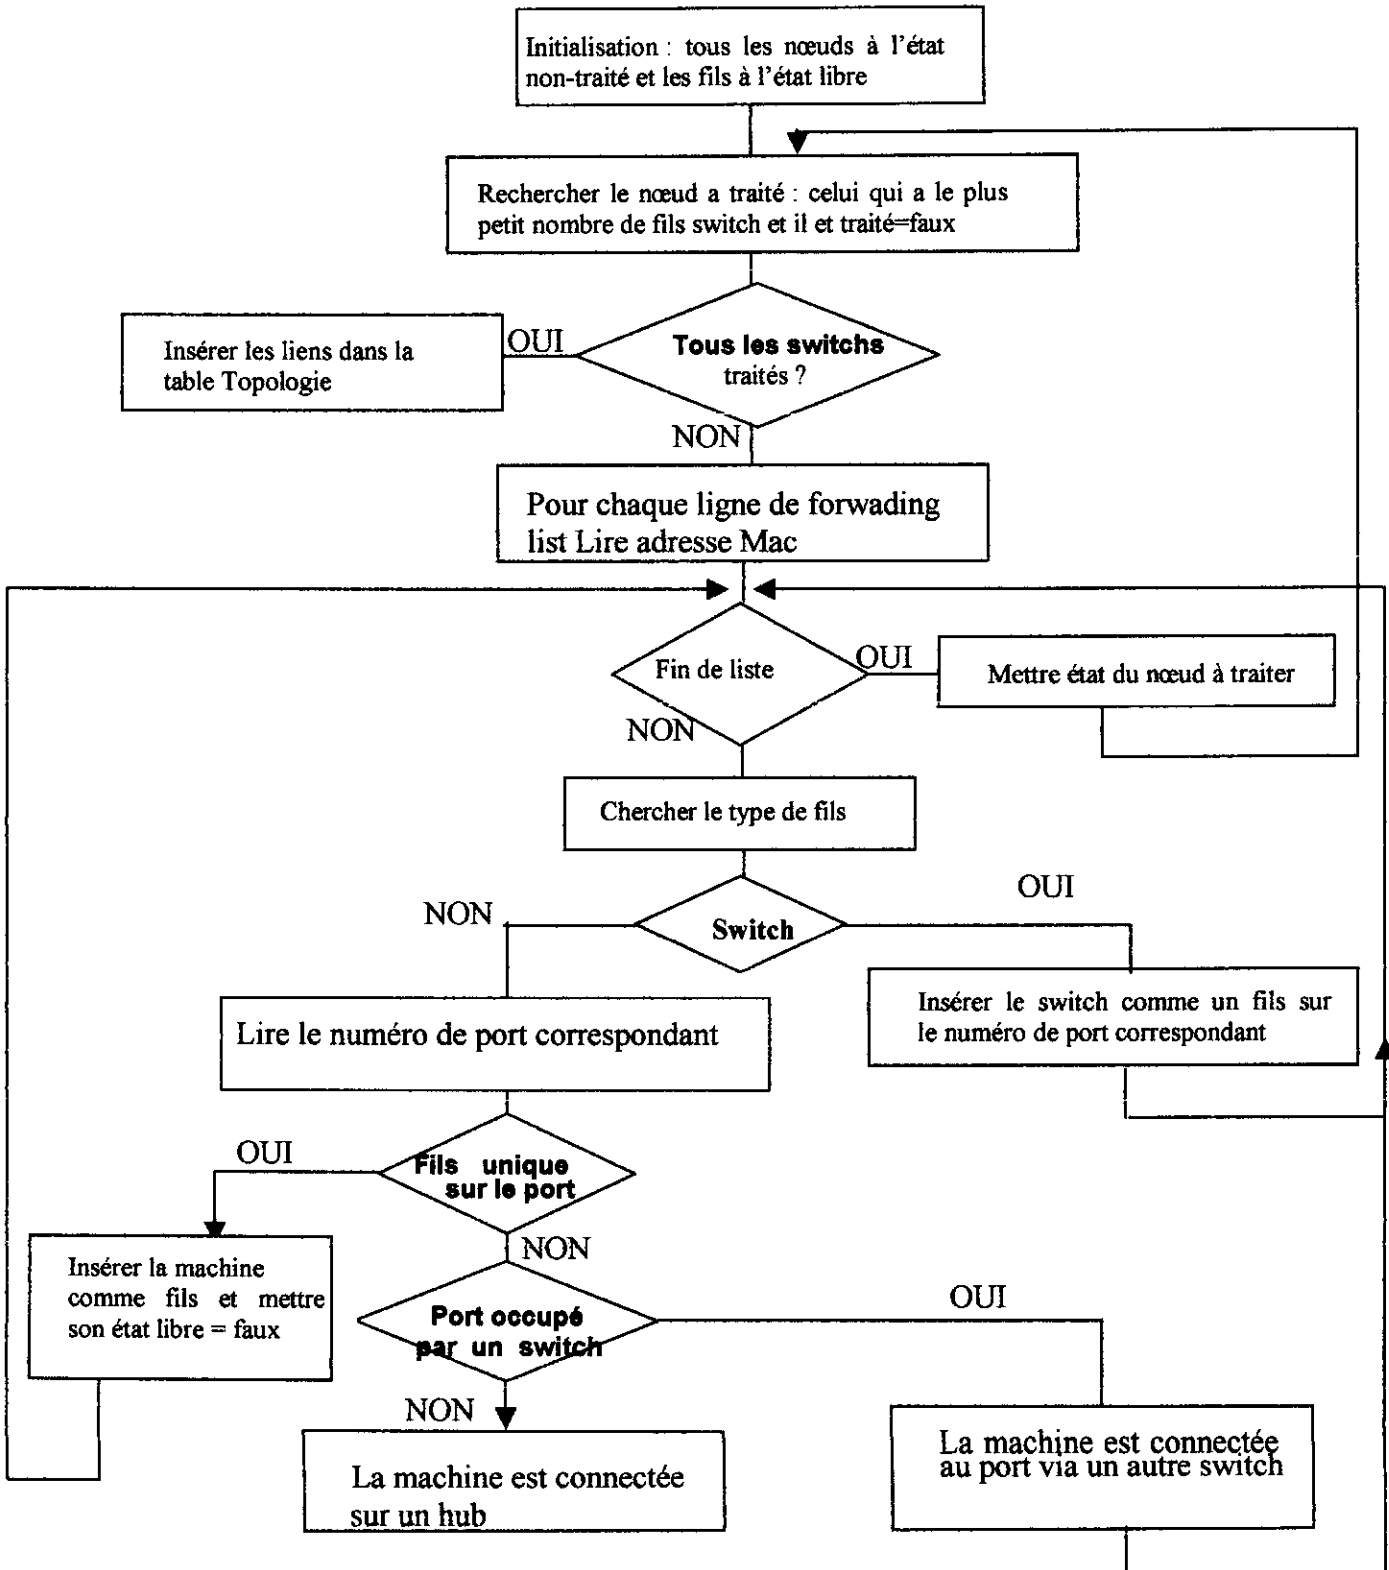 Initialisation : tous les nœuds à l'état
non-traité et les fils à l'état libre
Rechercher le nœud a traité : celui qui a le plus
petit nombre de fils switch et il et traité=faux
OUI
Tous les switchs
traités ?
Insérer les liens dans la
table Topologie
NON
Pour chaque ligne de forwading
list Lire adresse Mac
Fin de liste
OUI
Mettre état du nœud à traiter
NON
Chercher le type de fils
NON
Switch
OUI
Insérer le switch comme un fils sur
le numéro de port correspondant
Lire le numéro de port correspondant
OUI
Fils unique
sur le port
NON
Insérer la machine
comme fils et mettre
son état libre = faux
Port occupé
par un switch
OUI
NON
La machine est connectée
au port via un autre switch
La machine est connectée
sur un hub